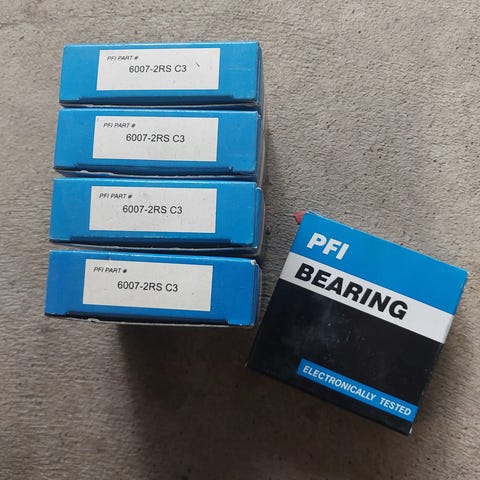 PFI PART #
6007-2RS C3
PFI PART #
6007-2RS C3
PFI PART #
6007-2RS C3
PFI PART #
6007-2RS C3
PFI
BEARING
ELECTRONICALLY TESTED